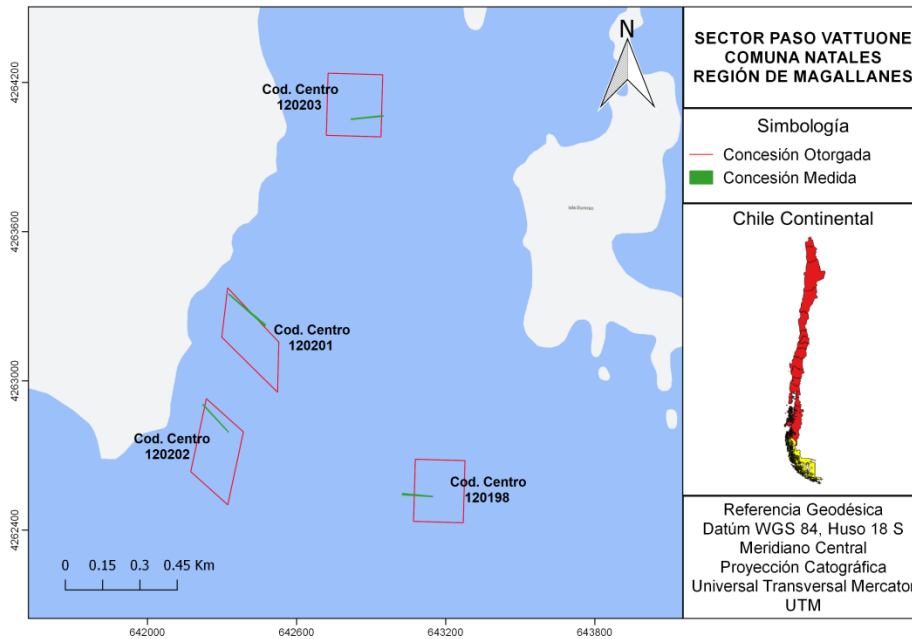 SECTOR PASO VATTUONE
COMUNA NATALES
REGIÓN DE MAGALLANES
Simbología
Concesión Otorgada
Concesión Medida
Chile Continental
Referencia Geodésica
Datúm WGS 84, Huso 18 S
Meridiano Central
Proyección Catográfica
Universal Transversal Mercator
UTM
N
Cod. Centro
120203
Cod. Centro
120201
Cod. Centro
120202
Cod. Centro
120198
0 0.15 0.3 0.45 Km
4264200
4263600
4263000
4262400
642000 642600 643200 643800